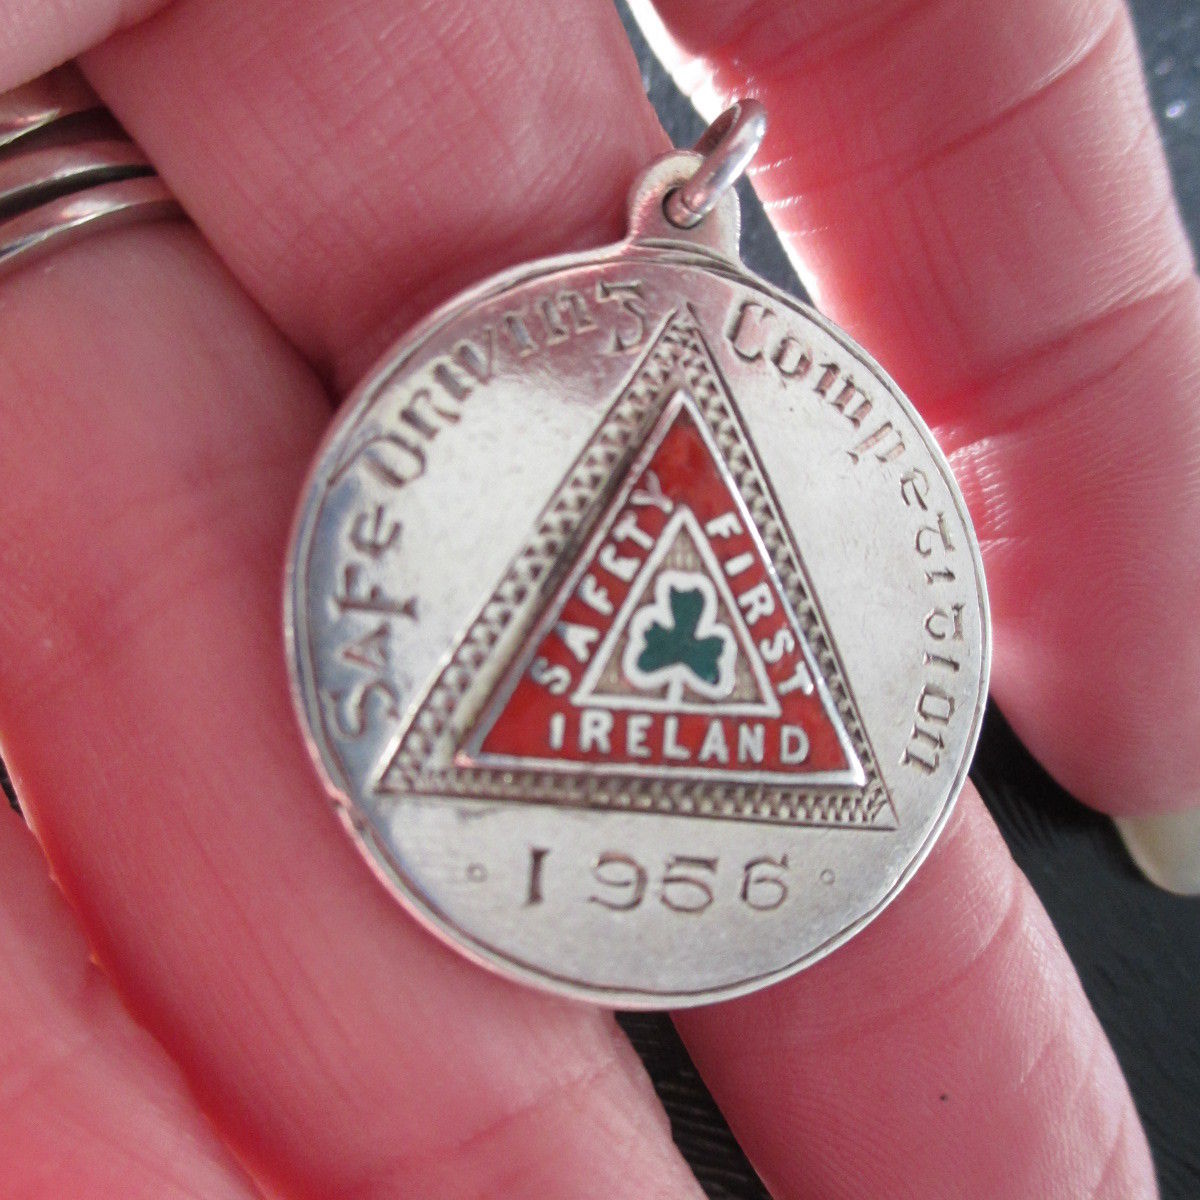 Safe Driving Competition
SAFETY FIRST
IRELAND
1956